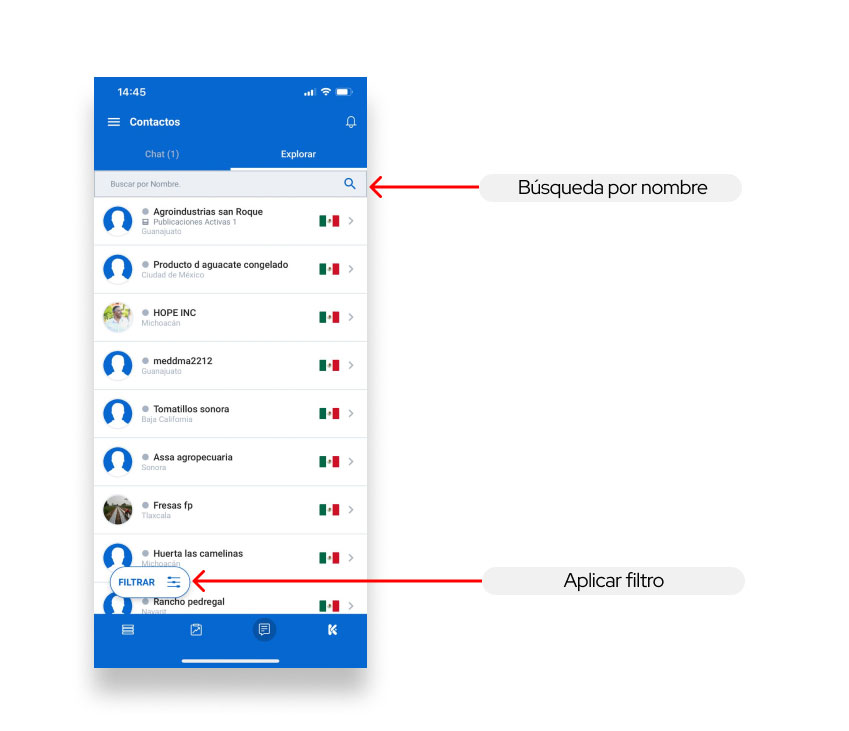 14:45
Contactos
Chat (1)
Explorar
Buscar por Nombre.
Búsqueda por nombre
Agroindustrias san Roque
Publicaciones Activas 1
Guanajuato
Producto d aguacate congelado
Ciudad de México
HOPE INC
Michoacán
meddma2212
Guanajuato
Tomatillos sonora
Baja California
Assa agropecuaria
Sonora
Fresas fp
Tlaxcala
Huerta las camelinas
Michoacán
FILTRAR
Aplicar filtro
Rancho pedregal